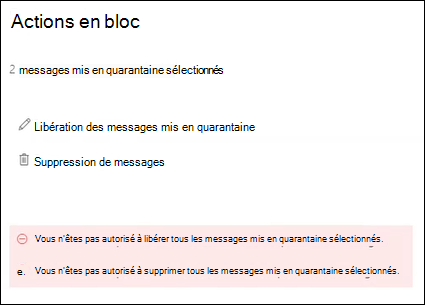 Actions en bloc
2 messages mis en quarantaine sélectionnés
Libération des messages mis en quarantaine
Suppression de messages
Vous n'êtes pas autorisé à libérer tous les messages mis en quarantaine sélectionnés.
e. Vous n'êtes pas autorisé à supprimer tous les messages mis en quarantaine sélectionnés.